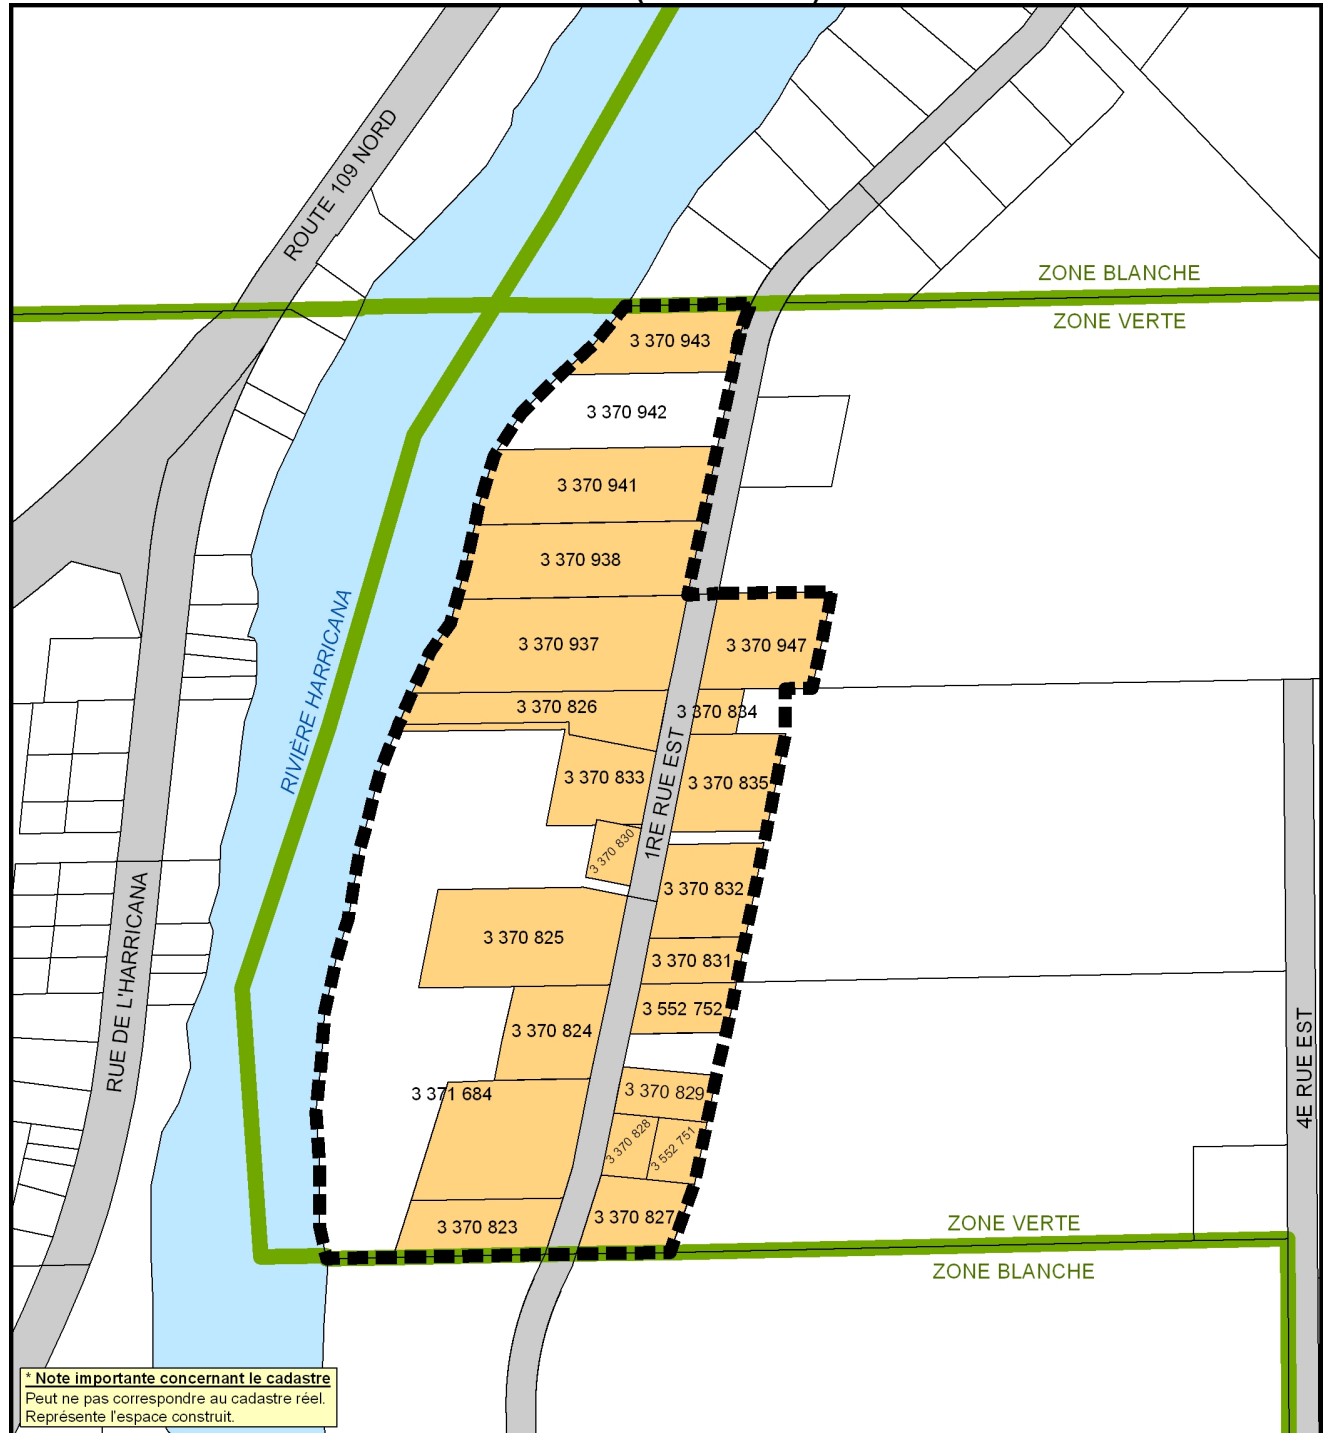 ROUTE 109 NORD
ZONE BLANCHE
ZONE VERTE
3 370 943
3 370 942
3 370 941
3 370 938
3 370 937
3 370 947
RIVIÈRE HARRICANA
3 370 826
3 370 834
3 370 833
3 370 835
1RE RUE EST
3 370 830
3 370 832
RUE DE L'HARRICANA
3 370 825
3 370 831
3 552 752
3 370 824
4E RUE EST
3 371 684
3 370 829
3 370 828
3 552 751
3 370 823
3 370 827
ZONE VERTE
ZONE BLANCHE
* Note importante concernant le cadastre
Peut ne pas correspondre au cadastre réel.
Représente l'espace construit.